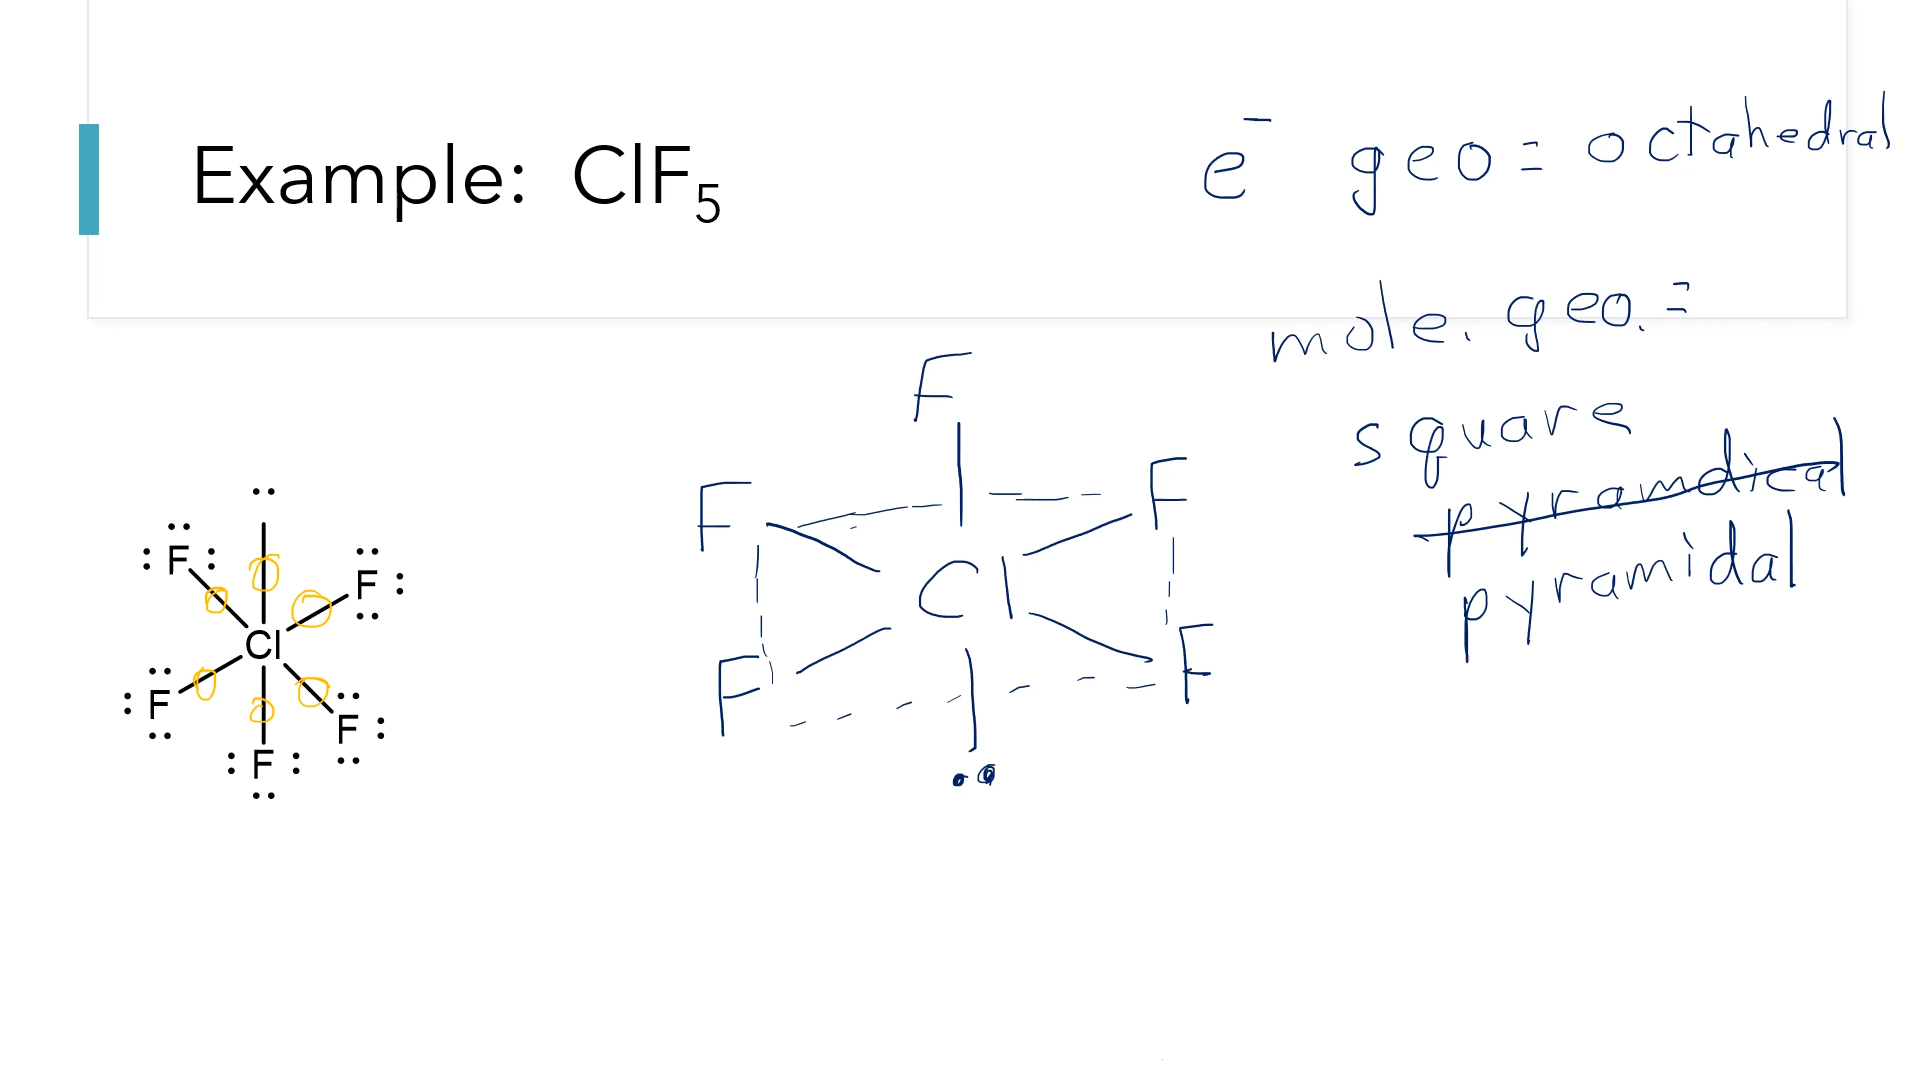 Example: ClF₅
e⁻ geo = octahedral
mole. geo. =
square
pyramdical
pyramidal
F
F F
Cl
F F
F
F
F
Cl
F
F
F